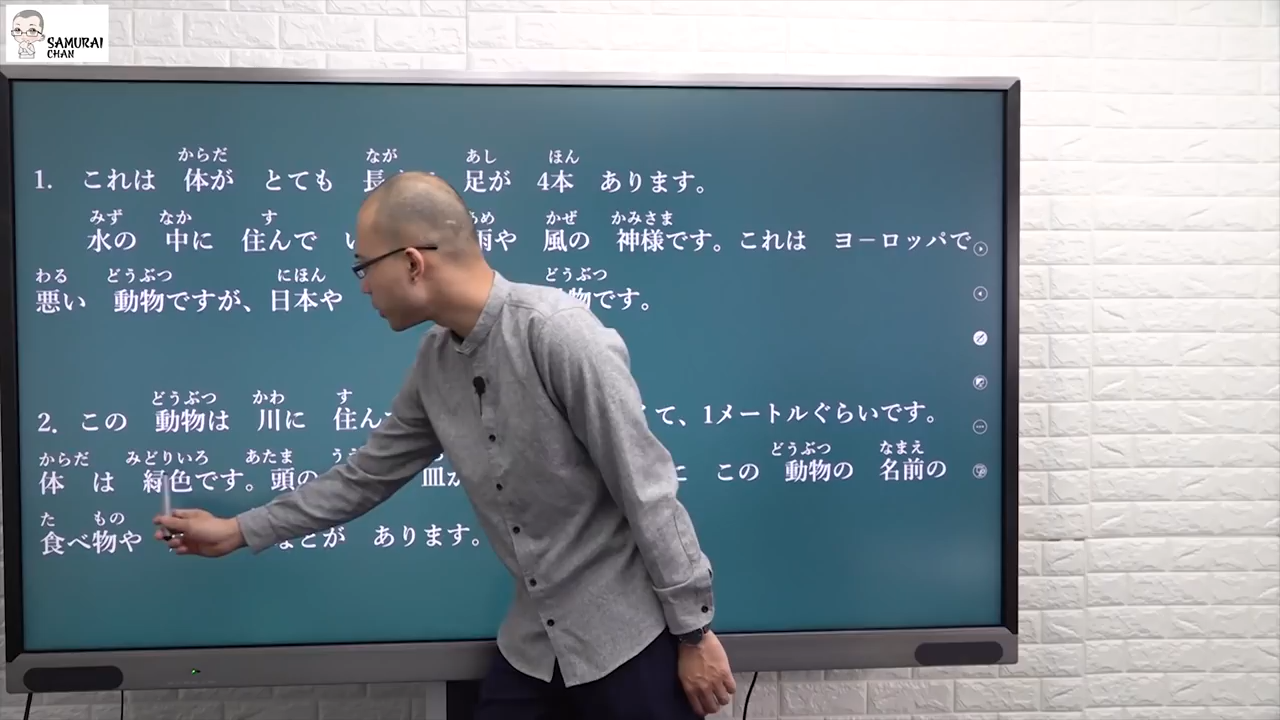 SAMURAI
CHAN
からだ なが あし ほん
1. これは 体が とても 長 足が 4本 あります。
みず なか す あめ かぜ かみさま
水の 中に 住んで 雨や 風の 神様です。これは ヨーロッパで
わる どうぶつ にほん どうぶつ
悪い 動物ですが、日本や 物です。
どうぶつ かわ す
2. この 動物は 川に 住ん て、1メートルぐらいです。
からだ みどりいろ あたま どうぶつ なまえ
体 は 緑色です。頭の 皿 この 動物の 名前の
た もの
食べ物や などが あります。